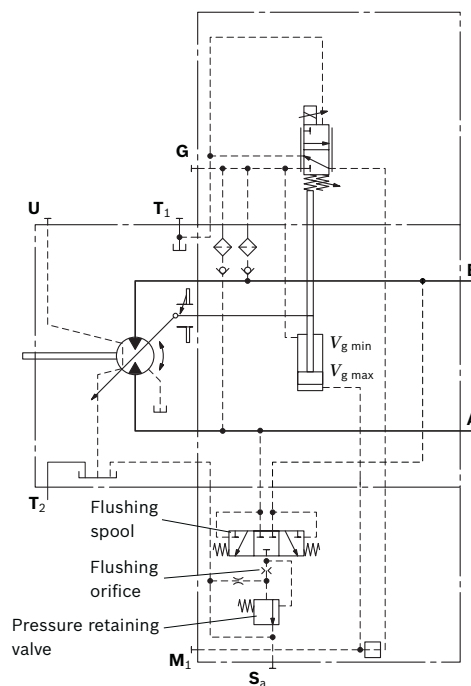 G
U
T1
B
Vg min
Vg max
A
T2
Flushing
spool
Flushing
orifice
Pressure retaining
valve
M1
Sa